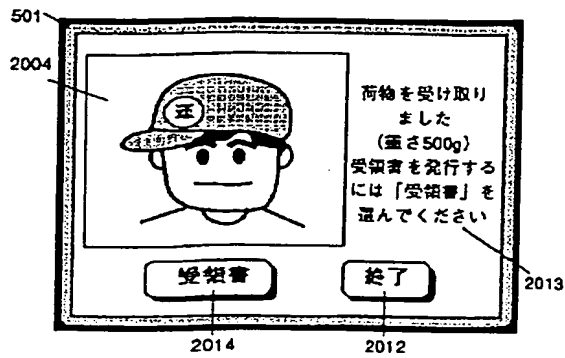 501
2004
荷物を受け取り
ました
(重さ500g)
受領書を発行する
には「受領書」を
選んでください
受領書
終了
2013
2014
2012